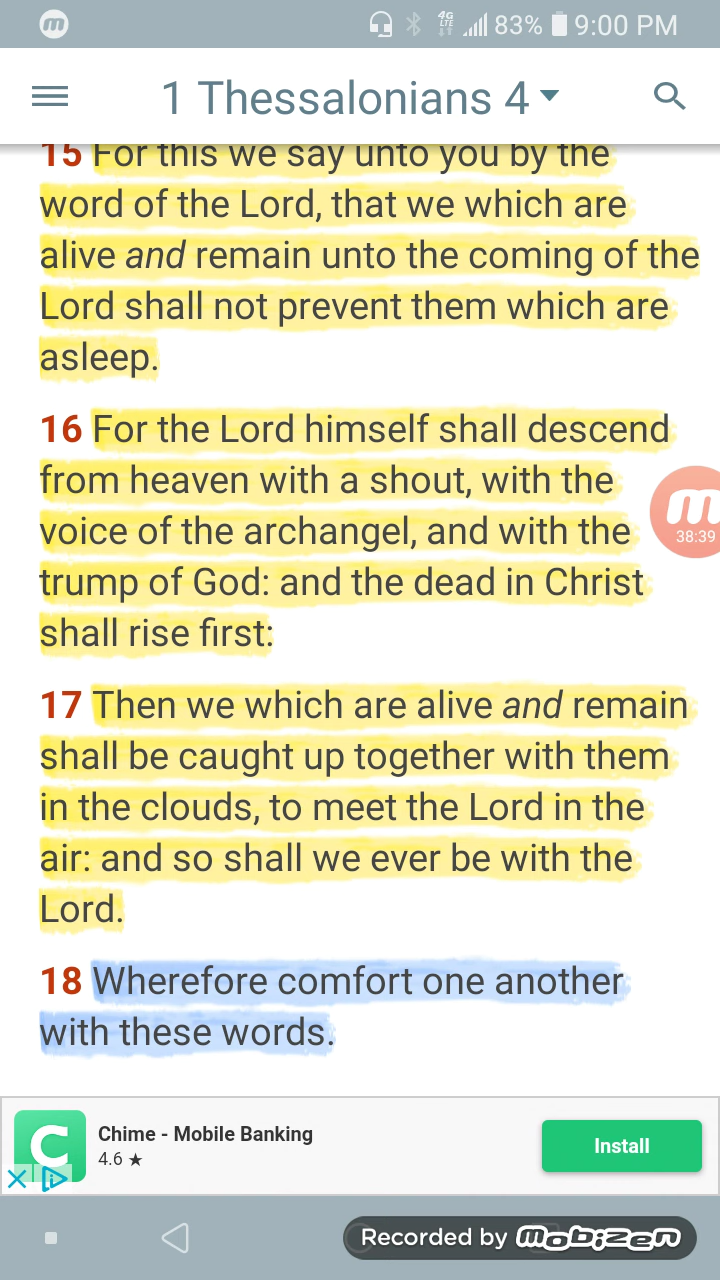 4G
LTE
83%
9:00 PM
1 Thessalonians 4
15 For this we say unto you by the
word of the Lord, that we which are
alive and remain unto the coming of the
Lord shall not prevent them which are
asleep.
16 For the Lord himself shall descend
from heaven with a shout, with the
voice of the archangel, and with the
trump of God: and the dead in Christ
shall rise first:
38:39
17 Then we which are alive and remain
shall be caught up together with them
in the clouds, to meet the Lord in the
air: and so shall we ever be with the
Lord.
18 Wherefore comfort one another
with these words.
Chime - Mobile Banking
4.6 ★
Install
Recorded by mobizen